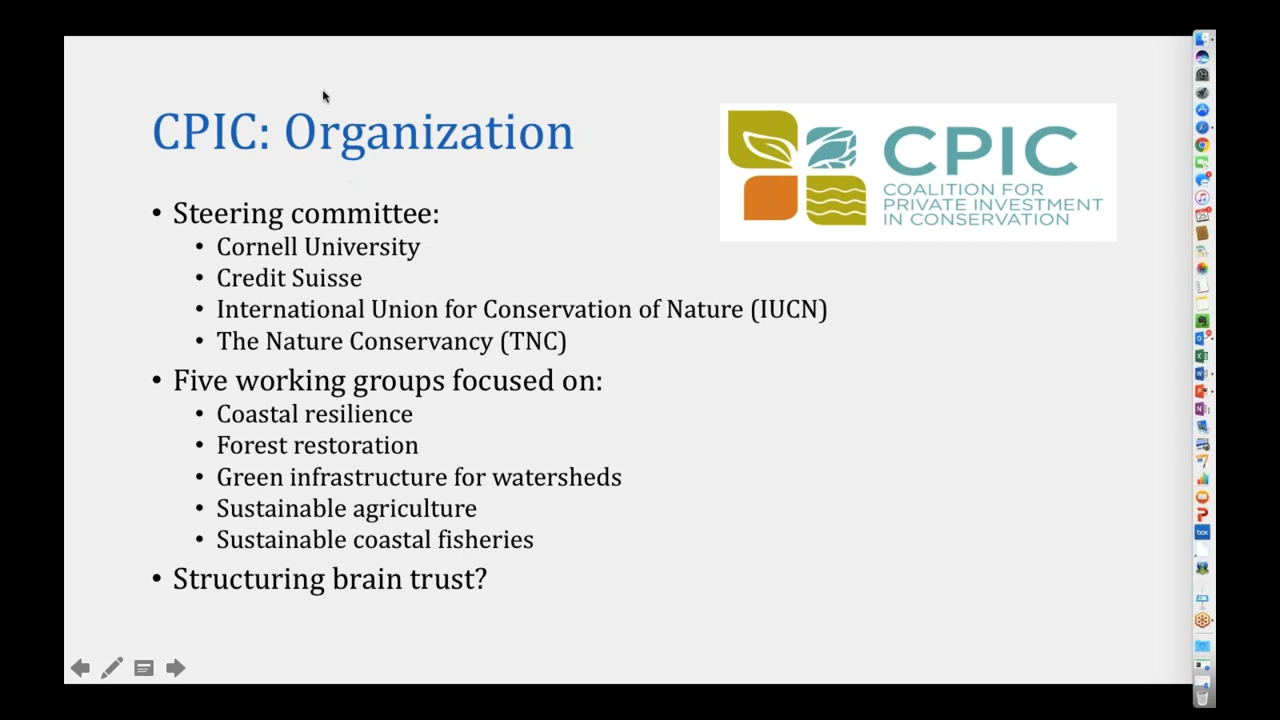 CPIC: Organization
CPIC
COALITION FOR
PRIVATE INVESTMENT
IN CONSERVATION
• Steering committee:
• Cornell University
• Credit Suisse
• International Union for Conservation of Nature (IUCN)
• The Nature Conservancy (TNC)
• Five working groups focused on:
• Coastal resilience
• Forest restoration
• Green infrastructure for watersheds
• Sustainable agriculture
• Sustainable coastal fisheries
• Structuring brain trust?
box